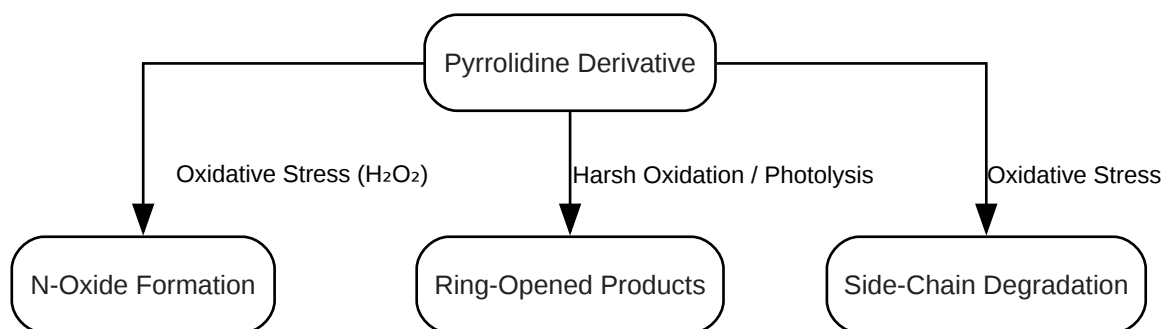 Pyrrolidine Derivative
Oxidative Stress (H₂O₂)
Harsh Oxidation / Photolysis
Oxidative Stress
N-Oxide Formation
Ring-Opened Products
Side-Chain Degradation